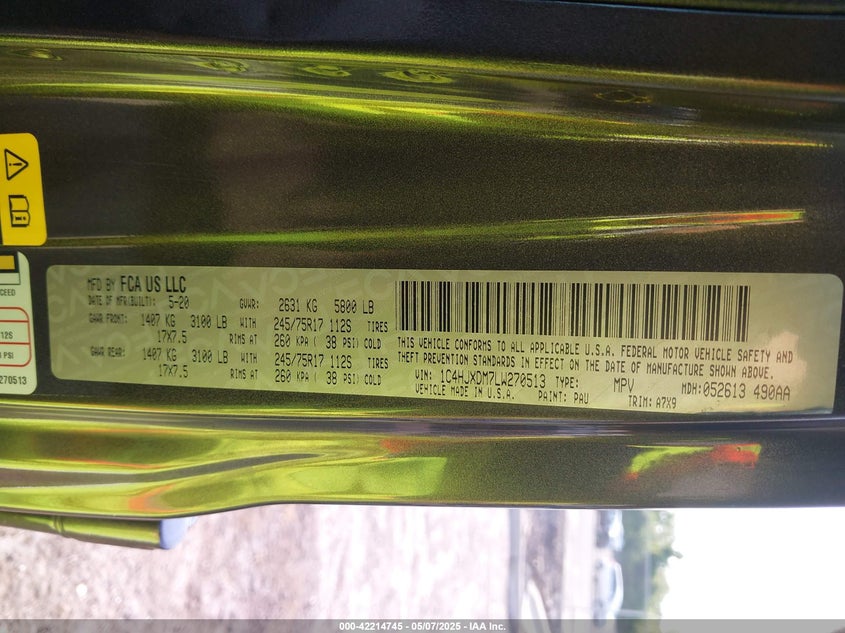 MFD BY FCA US LLC
DATE OF MFR(BUILT): 5-20 GVWR: 2631 KG 5800 LB
GAWR FRONT: 1407 KG 3100 LB WITH 245/75R17 112S TIRES
17X7.5 RIMS AT 260 KPA ( 38 PSI) COLD
GAWR REAR: 1407 KG 3100 LB WITH 245/75R17 112S TIRES
17X7.5 RIMS AT 260 KPA ( 38 PSI) COLD
THIS VEHICLE CONFORMS TO ALL APPLICABLE U.S.A. FEDERAL MOTOR VEHICLE SAFETY AND
THEFT PREVENTION STANDARDS IN EFFECT ON THE DATE OF MANUFACTURE SHOWN ABOVE.
VIN: 1C4HJXDM7LW270513 TYPE: MPV MDH: 052613 490AA
VEHICLE MADE IN U.S.A. PAINT: PAU TRIM: A7X9
CEED
112S
PSI
270513
000-42214745 — 05/07/2025 — IAA Inc.